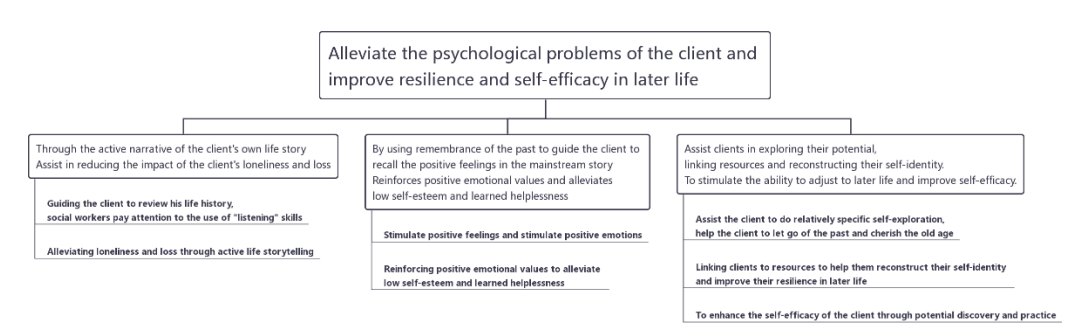 Alleviate the psychological problems of the client and
improve resilience and self-efficacy in later life
Through the active narrative of the client's own life story
Assist in reducing the impact of the client's loneliness and loss
Guiding the client to review his life history,
social workers pay attention to the use of "listening" skills
Alleviating loneliness and loss through active life storytelling
By using remembrance of the past to guide the client to
recall the positive feelings in the mainstream story
Reinforces positive emotional values and alleviates
low self-esteem and learned helplessness
Stimulate positive feelings and stimulate positive emotions
Reinforcing positive emotional values to alleviate
low self-esteem and learned helplessness
Assist clients in exploring their potential,
linking resources and reconstructing their self-identity.
To stimulate the ability to adjust to later life and improve self-efficacy.
Assist the client to do relatively specific self-exploration,
help the client to let go of the past and cherish the old age
Linking clients to resources to help them reconstruct their self-identity
and improve their resilience in later life
To enhance the self-efficacy of the client through potential discovery and practice